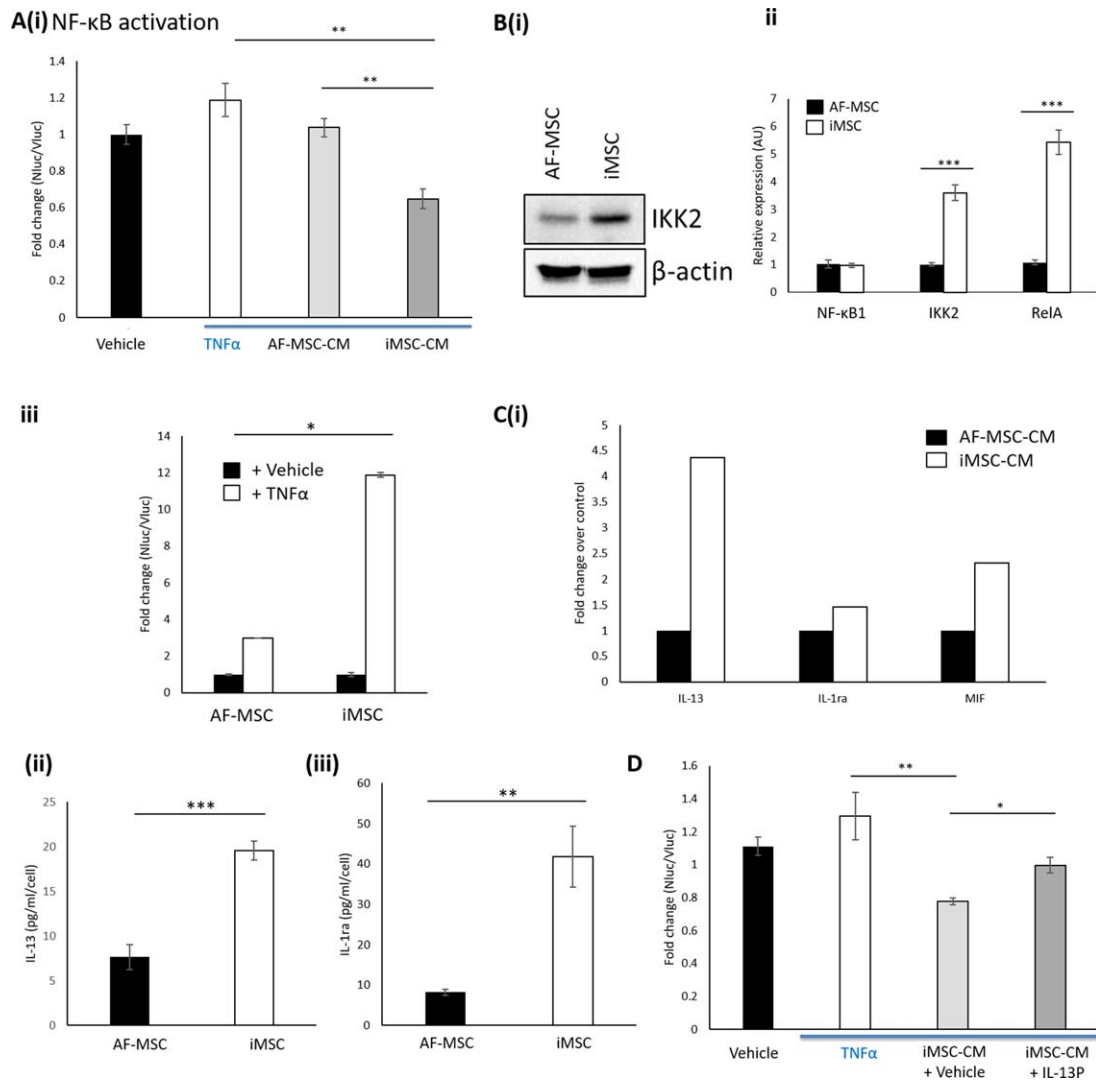 A(i) NF-κB activation
**
**
Fold change (Nluc/Vluc)
1.4
1.2
1
0.8
0.6
0.4
0.2
0
Vehicle
TNFα
AF-MSC-CM
iMSC-CM
B(i)
AF-MSC
iMSC
IKK2
β-actin
ii
AF-MSC
iMSC
***
***
Relative expression (AU)
7
6
5
4
3
2
1
0
NF-κB1
IKK2
RelA
iii
*
+ Vehicle
+ TNFα
Fold change (Nluc/Vluc)
14
12
10
8
6
4
2
0
AF-MSC
iMSC
C(i)
AF-MSC-CM
iMSC-CM
Fold change over control
5
4.5
4
3.5
3
2.5
2
1.5
1
0.5
0
IL-13
IL-1ra
MIF
(ii)
***
IL-13 (pg/ml/cell)
25
20
15
10
5
0
AF-MSC
iMSC
(iii)
**
IL-1ra (pg/ml/cell)
60
50
40
30
20
10
0
AF-MSC
iMSC
D
**
*
Fold change (Nluc/Vluc)
1.6
1.4
1.2
1
0.8
0.6
0.4
0.2
0
Vehicle
TNFα
iMSC-CM
+ Vehicle
iMSC-CM
+ IL-13P